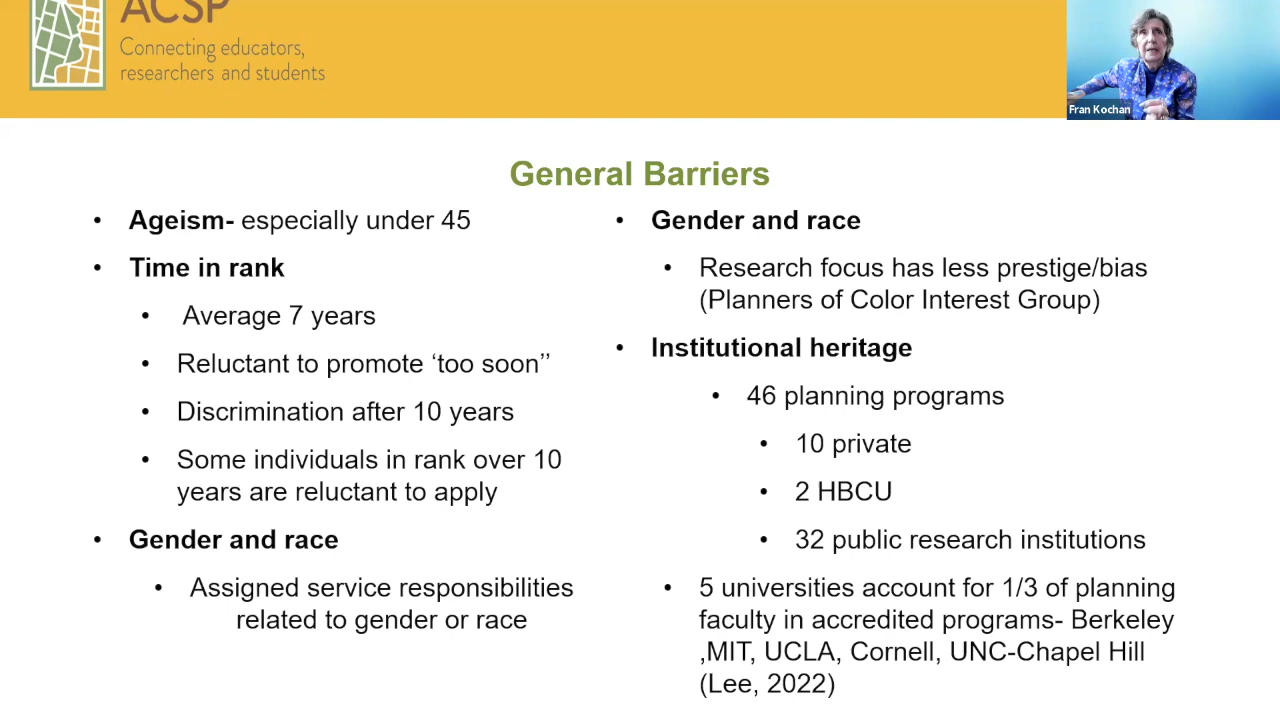 ACSP
Connecting educators,
researchers and students
Fran Kochan
General Barriers
• Ageism- especially under 45
• Time in rank
• Average 7 years
• Reluctant to promote ‘too soon’’
• Discrimination after 10 years
• Some individuals in rank over 10
years are reluctant to apply
• Gender and race
• Assigned service responsibilities
related to gender or race
• Gender and race
• Research focus has less prestige/bias
(Planners of Color Interest Group)
• Institutional heritage
• 46 planning programs
• 10 private
• 2 HBCU
• 32 public research institutions
• 5 universities account for 1/3 of planning
faculty in accredited programs- Berkeley
,MIT, UCLA, Cornell, UNC-Chapel Hill
(Lee, 2022)